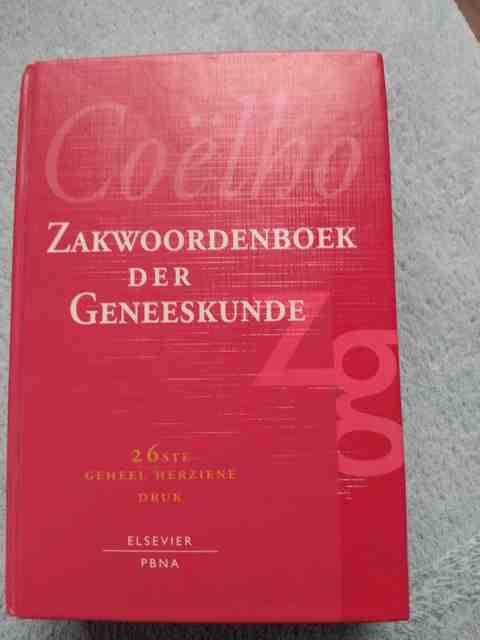 Coëlho
ZAKWOORDENBOEK
DER
GENEESKUNDE
Zg
26STE
GEHEEL HERZIENE
DRUK
ELSEVIER
PBNA